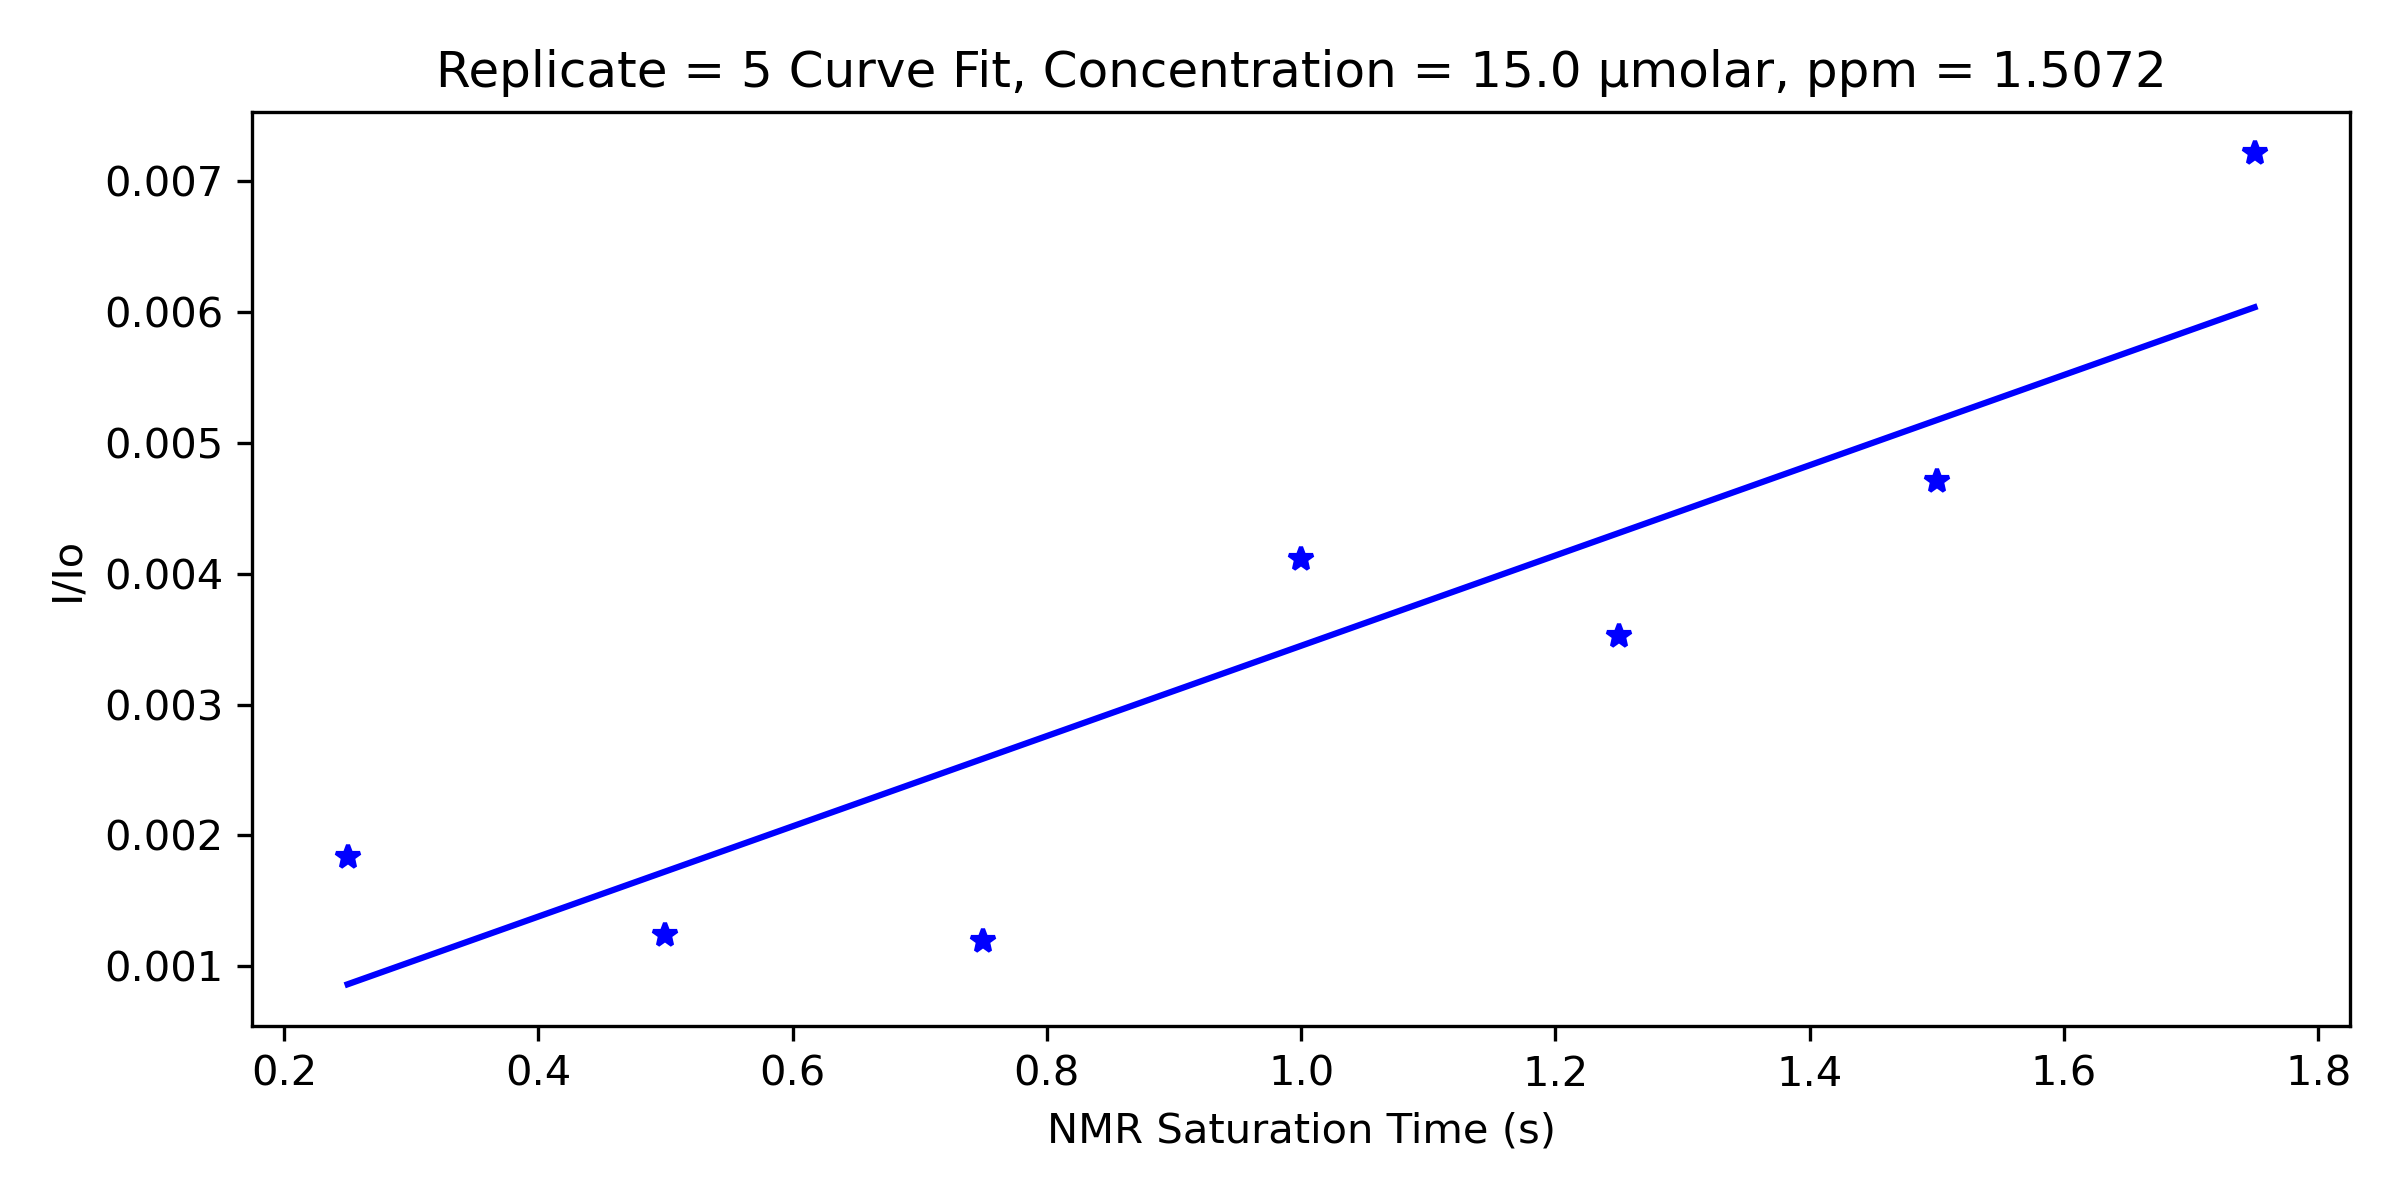 Replicate = 5 Curve Fit, Concentration = 15.0 µmolar, ppm = 1.5072
0.007
0.006
0.005
0.004
0.003
0.002
0.001
I/Io
0.2 0.4 0.6 0.8 1.0 1.2 1.4 1.6 1.8
NMR Saturation Time (s)